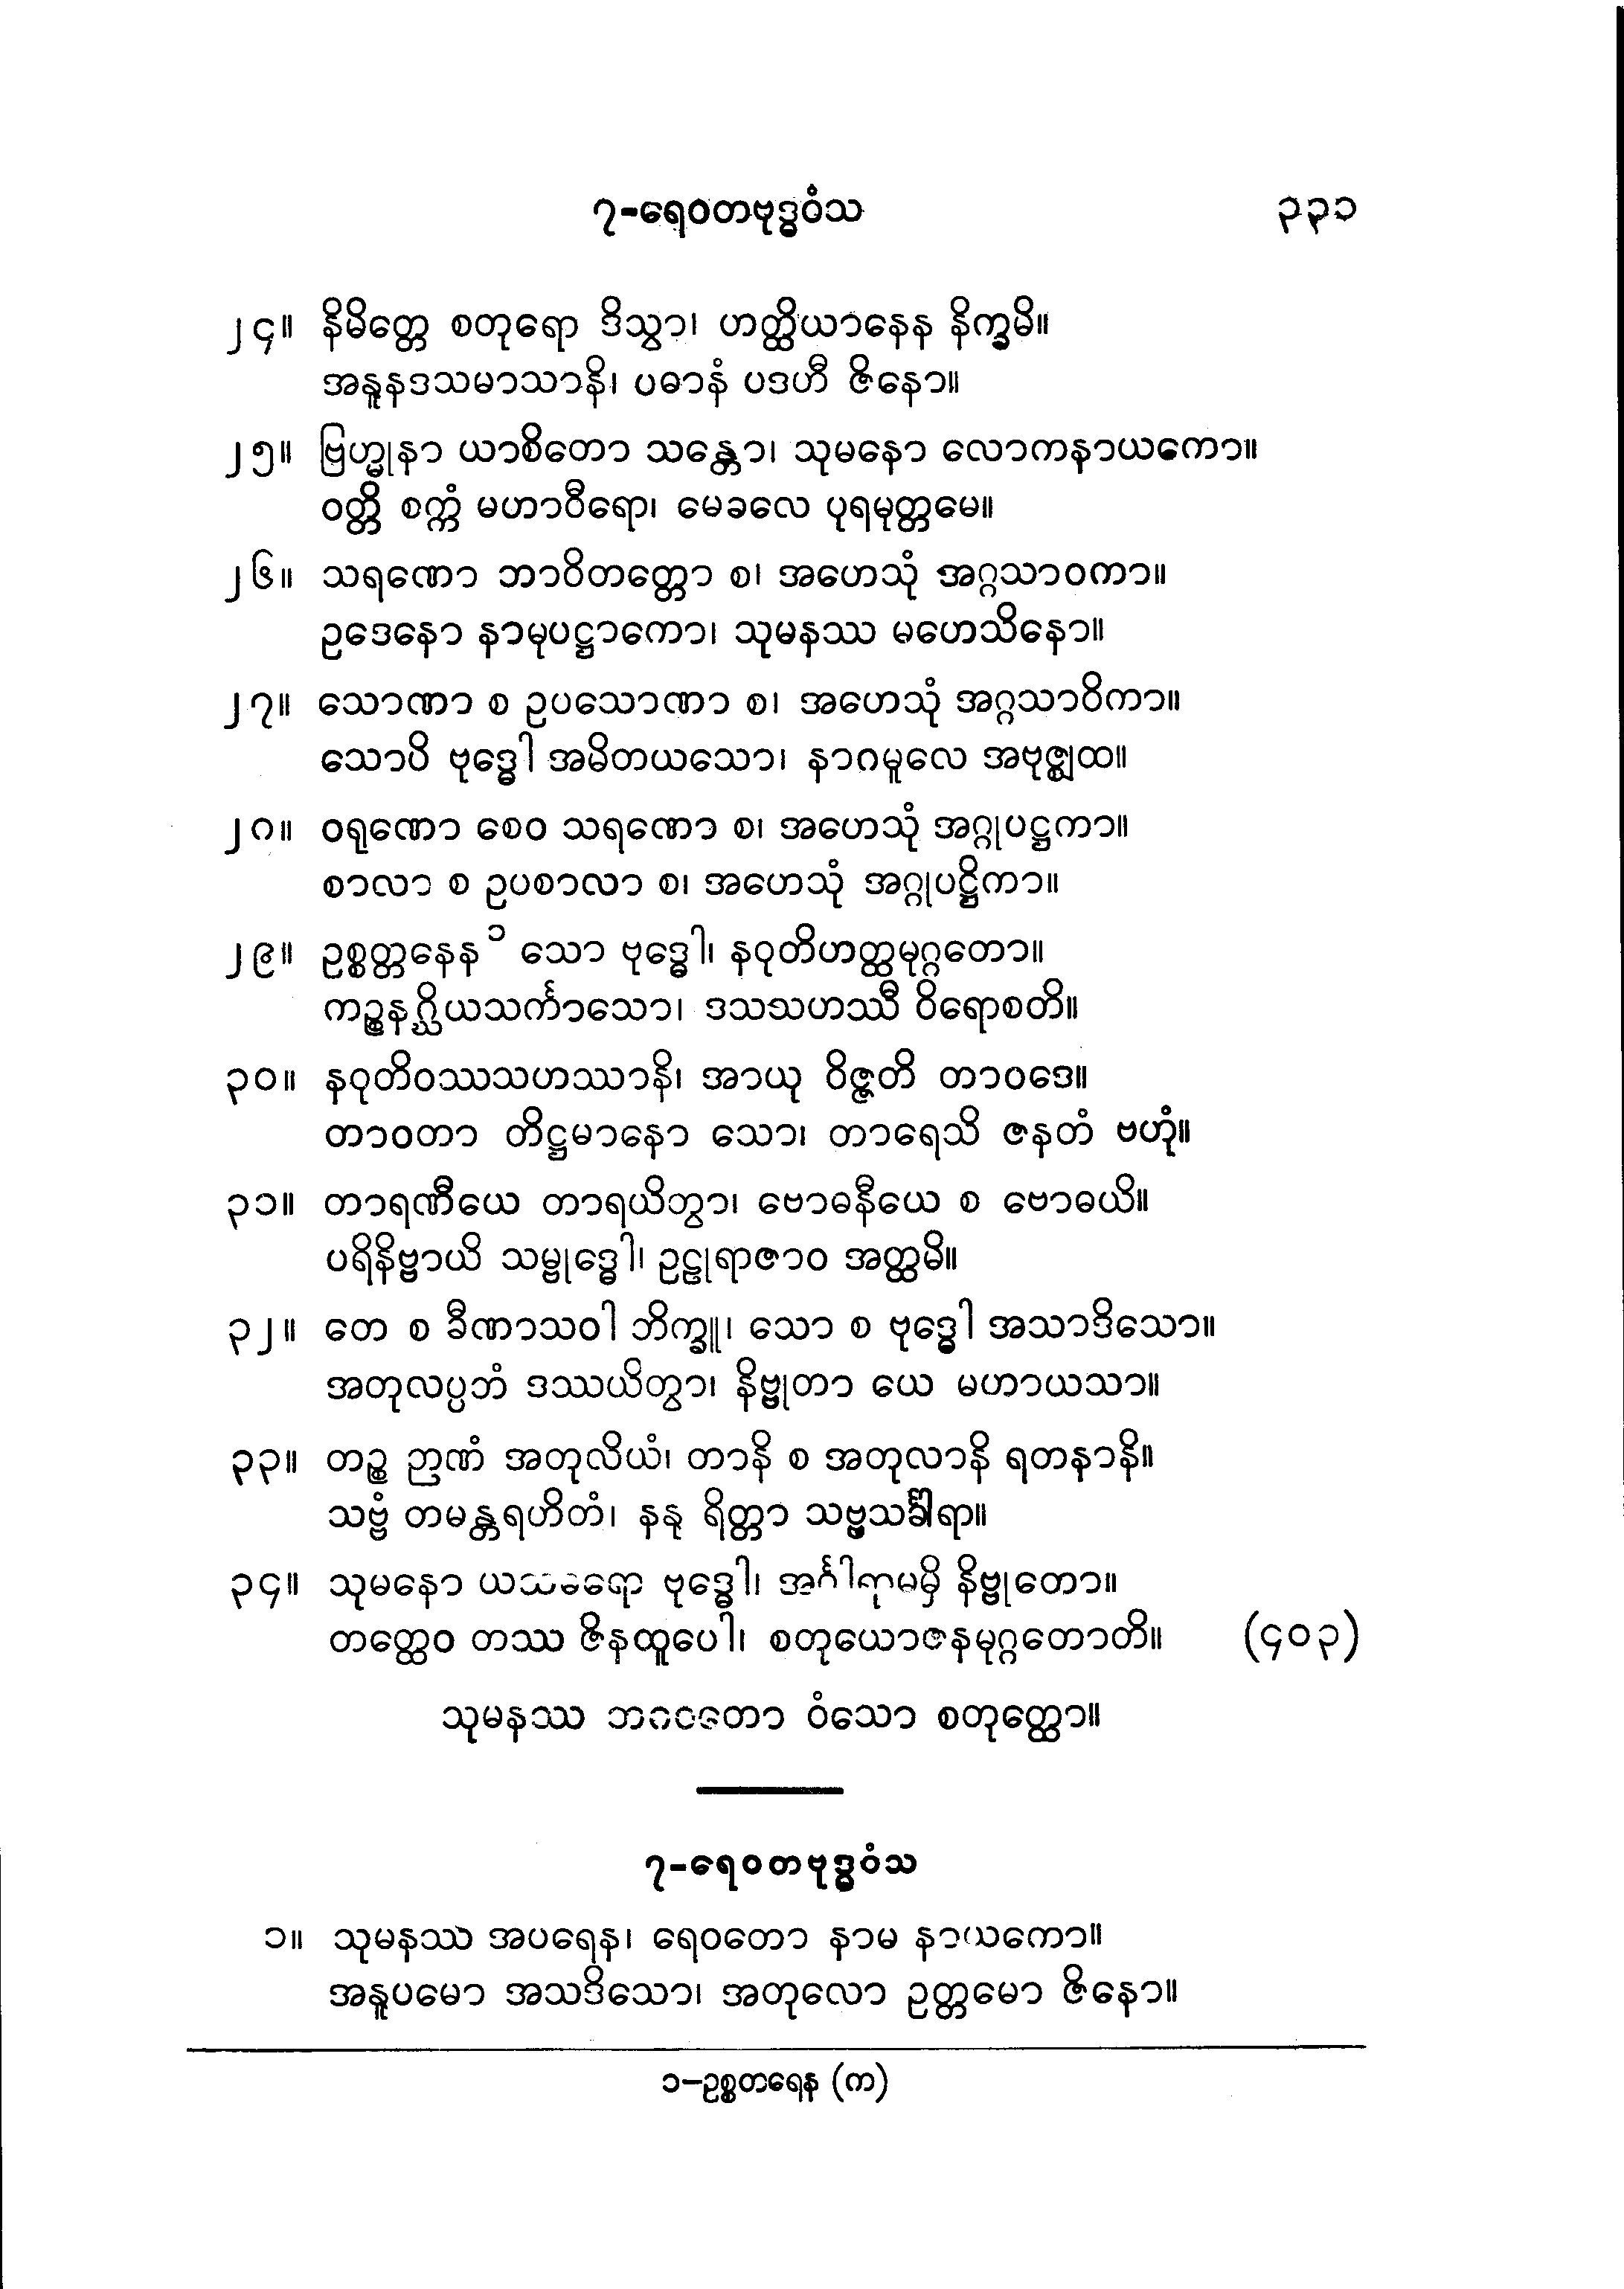 ၇-ရေဝတဗုဒ္ဓဝံသ ၃၃၁
၂၄။ နိမိတ္တေ စတုရော ဒိသွာ၊ ဟတ္ထိယာနေန နိက္ခမိ။
အနူနဒသမာသာနိ၊ ပဓာနံ ပဒဟီ ဇိနော။
၂၅။ ဗြဟ္မုနာ ယာစိတော သန္တော၊ သုမနော လောကနာယကော။
ဝတ္တိ စက္ကံ မဟာဝီရော၊ မေခလေ ပုရမုတ္တမေ။
၂၆။ သရဏော ဘာဝိတတ္တော စ၊ အဟေသုံ အဂ္ဂသာဝကာ။
ဥဒေနော နာမုပဋ္ဌာကော၊ သုမနဿ မဟေသိနော။
၂၇။ သောဏာ စ ဥပသောဏာ စ၊ အဟေသုံ အဂ္ဂသာဝိကာ။
သောပိ ဗုဒ္ဓေါ အမိတယသော၊ နာဂမူလေ အဗုဇ္ဈထ။
၂၈။ ဝရုဏော စေဝ သရဏော စ၊ အဟေသုံ အဂ္ဂုပဋ္ဌကာ။
စာလာ စ ဥပစာလာ စ၊ အဟေသုံ အဂ္ဂုပဋ္ဌိကာ။
၂၉။ ဥစ္စတ္တနေန ၁ သော ဗုဒ္ဓေါ၊ နဝုတိဟတ္ထမုဂ္ဂတော။
ကဉ္စနဂ္ဃိယသင်္ကာသော၊ ဒသသဟဿီ ဝိရောစတိ။
၃၀။ နဝုတိဝဿသဟဿာနိ၊ အာယု ဝိဇ္ဇတိ တာဝဒေ။
တာဝတာ တိဋ္ဌမာနော သော၊ တာရေသိ ဇနတံ ဗဟုံ။
၃၁။ တာရဏီယေ တာရယိတွာ၊ ဗောဓနီယေ စ ဗောဓယိ။
ပရိနိဗ္ဗာယိ သမ္ဗုဒ္ဓေါ၊ ဥဠုရာဇာဝ အတ္ထမိ။
၃၂။ တေ စ ခီဏာသဝါ ဘိက္ခူ၊ သော စ ဗုဒ္ဓေါ အသာဒိသော။
အတုလပ္ပဘံ ဒဿယိတွာ၊ နိဗ္ဗုတာ ယေ မဟာယသာ။
၃၃။ တဉ္စ ဉာဏံ အတုလိယံ၊ တာနိ စ အတုလာနိ ရတနာနိ။
သဗ္ဗံ တမန္တရဟိတံ၊ နနု ရိတ္တာ သဗ္ဗသင်္ခါရာ။
၃၄။ သုမနော ယသဓရော ဗုဒ္ဓေါ၊ အင်္ဂါရာမမှိ နိဗ္ဗုတော။
တတ္ထေဝ တဿ ဇိနထူပေါ၊ စတုယောဇနမုဂ္ဂတောတိ။ (၄၀၃)
သုမနဿ ဘဂဝတော ဝံသော စတုတ္ထော။
၇-ရေဝတဗုဒ္ဓဝံသ
၁။ သုမနဿ အပရေန၊ ရေဝတော နာမ နာယကော။
အနူပမော အသဒိသော၊ အတုလော ဥတ္တမော ဇိနော။
၁–ဥစ္စတရေန (က)